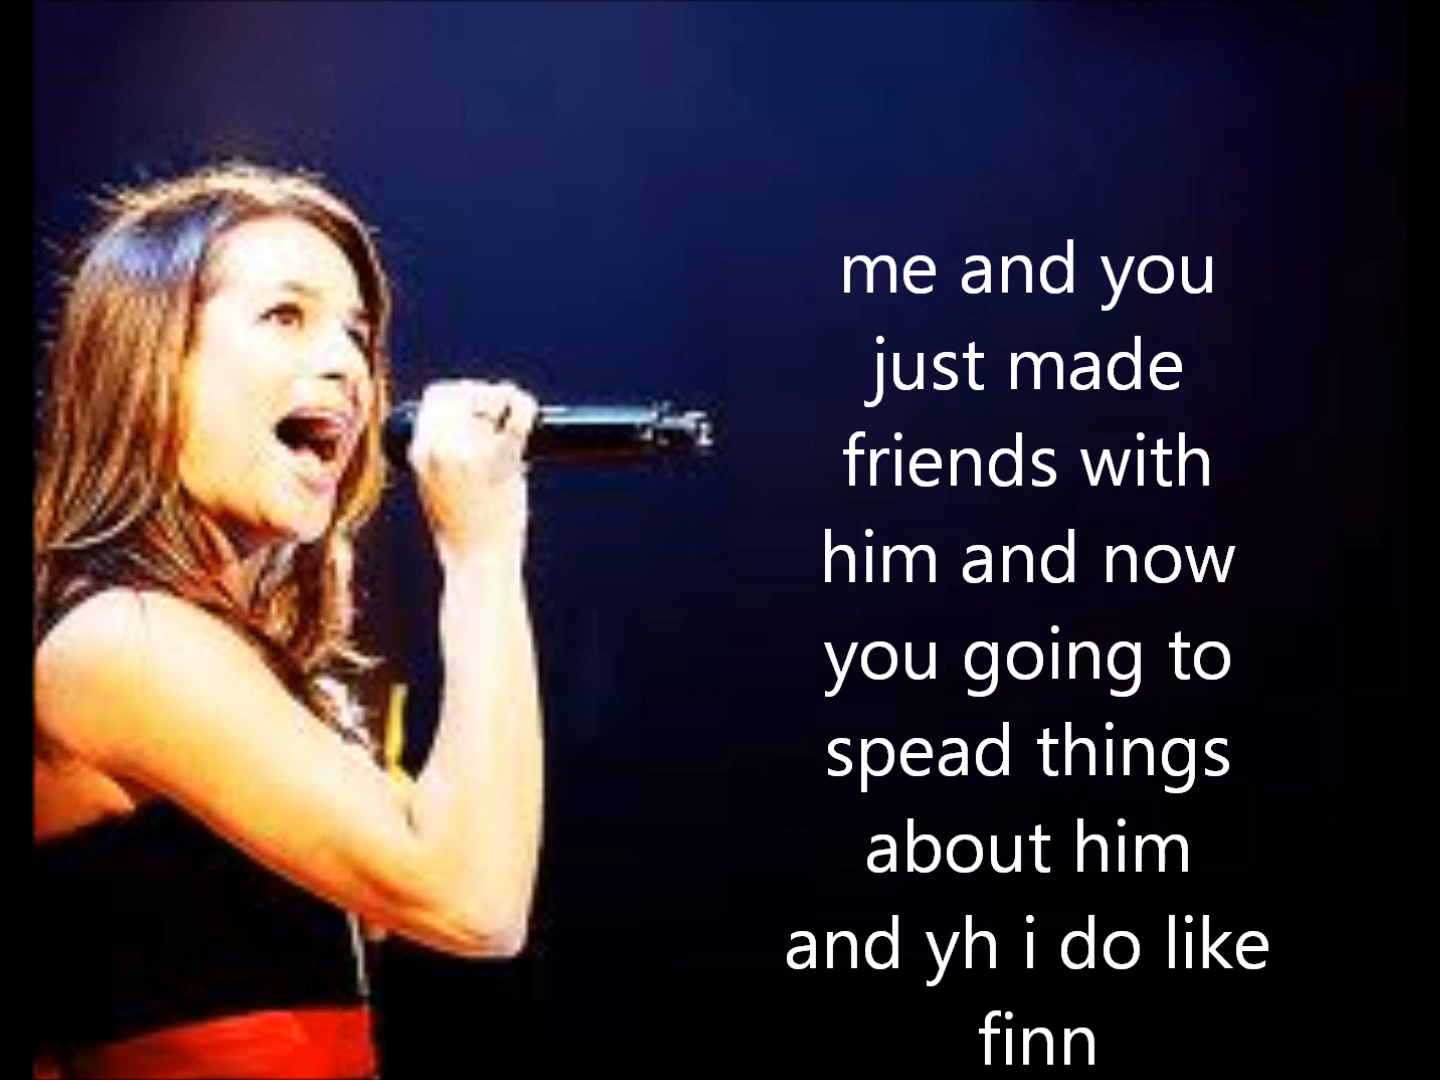 me and you
just made
friends with
him and now
you going to
spead things
about him
and yh i do like
finn